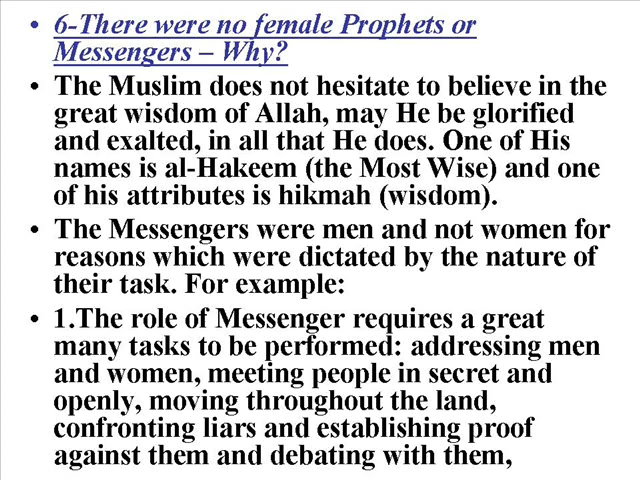 • 6-There were no female Prophets or
Messengers – Why?
• The Muslim does not hesitate to believe in the
great wisdom of Allah, may He be glorified
and exalted, in all that He does. One of His
names is al-Hakeem (the Most Wise) and one
of his attributes is hikmah (wisdom).
• The Messengers were men and not women for
reasons which were dictated by the nature of
their task. For example:
• 1.The role of Messenger requires a great
many tasks to be performed: addressing men
and women, meeting people in secret and
openly, moving throughout the land,
confronting liars and establishing proof
against them and debating with them,